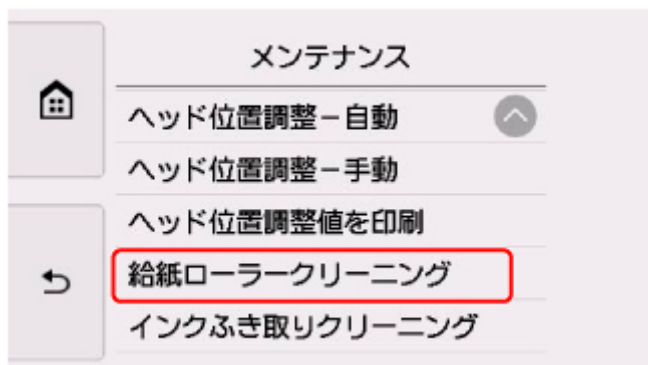 メンテナンス
ヘッド位置調整－自動
ヘッド位置調整－手動
ヘッド位置調整値を印刷
給紙ローラークリーニング
インクふき取りクリーニング